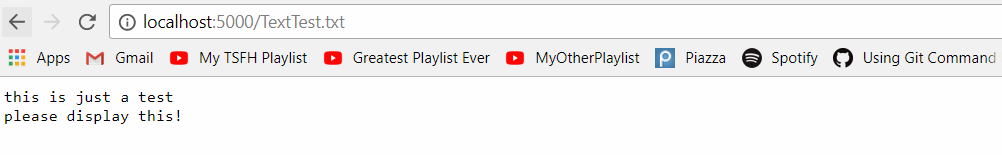 localhost:5000/TextTest.txt
Apps Gmail My TSFH Playlist Greatest Playlist Ever MyOtherPlaylist Piazza Spotify Using Git Command
this is just a test
please display this!